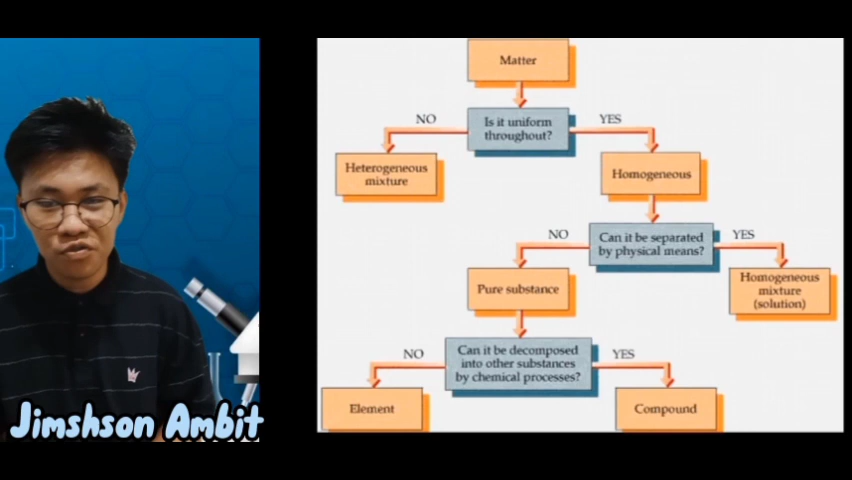 Matter
Is it uniform
throughout?
NO
YES
Heterogeneous
mixture
Homogeneous
Can it be separated
by physical means?
NO
YES
Pure substance
Homogeneous
mixture
(solution)
Can it be decomposed
into other substances
by chemical processes?
NO
YES
Element
Compound
Jimshson Ambit